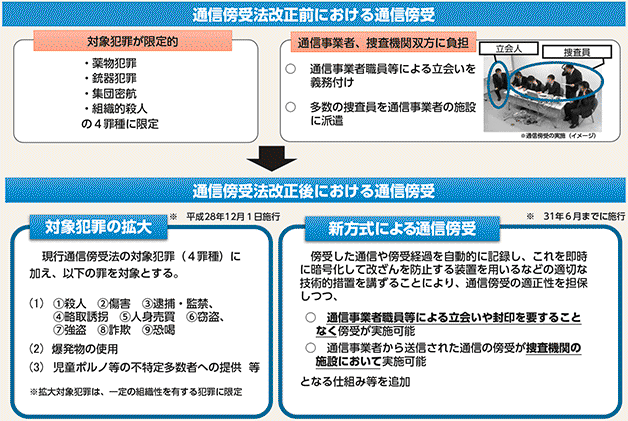 通信傍受法改正前における通信傍受
対象犯罪が限定的
・薬物犯罪
・銃器犯罪
・集団密航
・組織的殺人
の4罪種に限定
通信事業者、捜査機関双方に負担
○ 通信事業者職員等による立会いを
義務付け
○ 多数の捜査員を通信事業者の施設
に派遣
立会人
捜査員
※通信傍受の実施(イメージ)
通信傍受法改正後における通信傍受
対象犯罪の拡大
※ 平成28年12月1日施行
現行通信傍受法の対象犯罪(4罪種)に
加え、以下の罪を対象とする。
(1) ①殺人 ②傷害 ③逮捕・監禁、
④略取誘拐 ⑤人身売買 ⑥窃盗、
⑦強盗 ⑧詐欺 ⑨恐喝
(2) 爆発物の使用
(3) 児童ポルノ等の不特定多数者への提供 等
※拡大対象犯罪は、一定の組織性を有する犯罪に限定
新方式による通信傍受
※ 31年6月までに施行
傍受した通信や傍受経過を自動的に記録し、これを即時
に暗号化して改ざんを防止する装置を用いるなどの適切な
技術的措置を講ずることにより、通信傍受の適正性を担保
しつつ、
○ 通信事業者職員等による立会いや封印を要すること
なく傍受が実施可能
○ 通信事業者から送信された通信の傍受が捜査機関の
施設において実施可能
となる仕組み等を追加